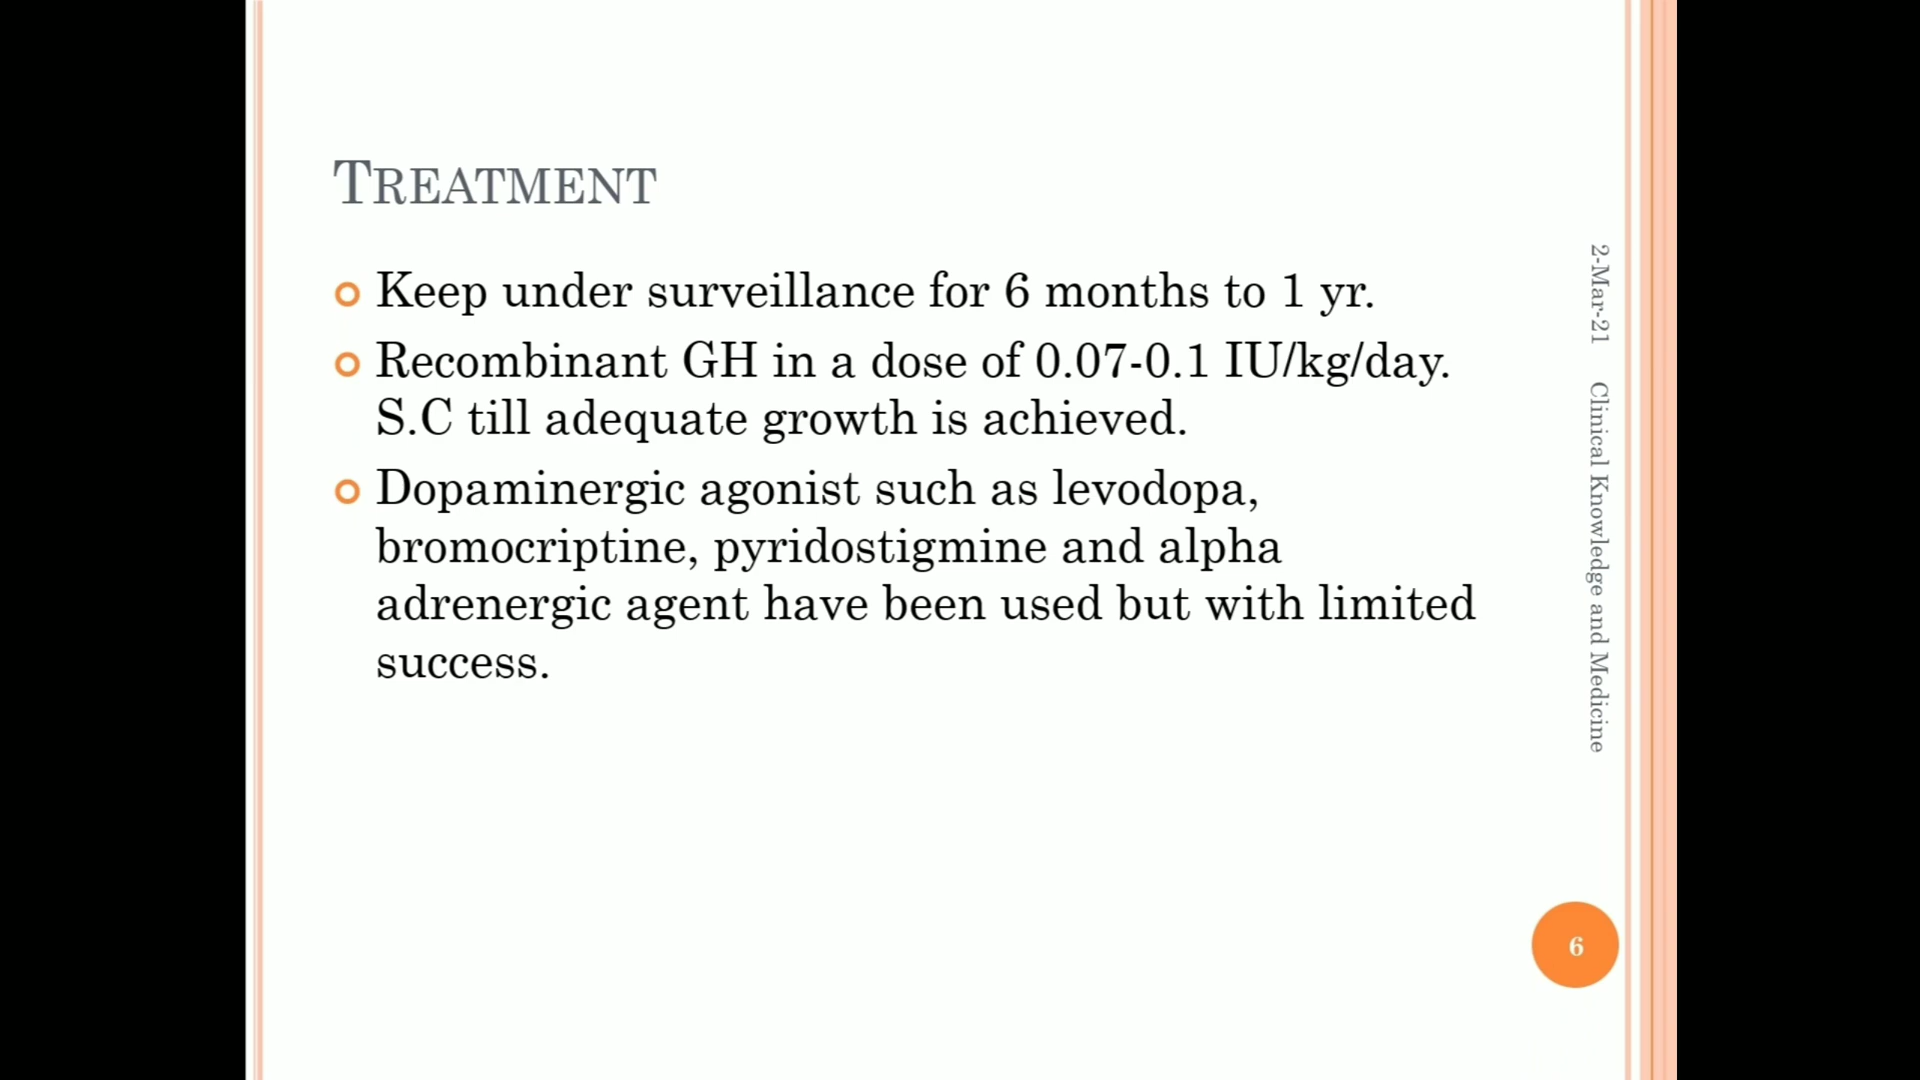 TREATMENT
Keep under surveillance for 6 months to 1 yr.
Recombinant GH in a dose of 0.07-0.1 IU/kg/day.
S.C till adequate growth is achieved.
Dopaminergic agonist such as levodopa,
bromocriptine, pyridostigmine and alpha
adrenergic agent have been used but with limited
success.
2-Mar-21 Clinical Knowledge and Medicine
6